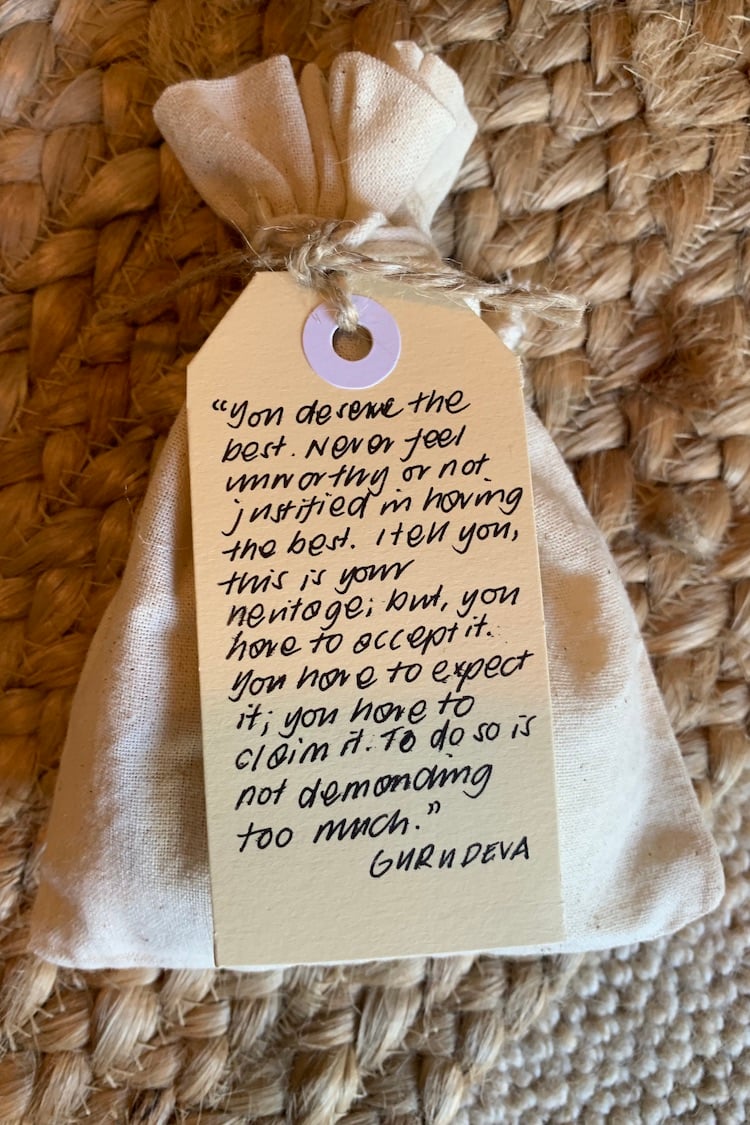 “You deserve the
best. Never feel
unworthy or not
justified in having
the best. I tell you,
this is your
heritage; but, you
have to accept it.
You have to expect
it; you have to
claim it. To do so is
not demanding
too much.”
GURUDEVA